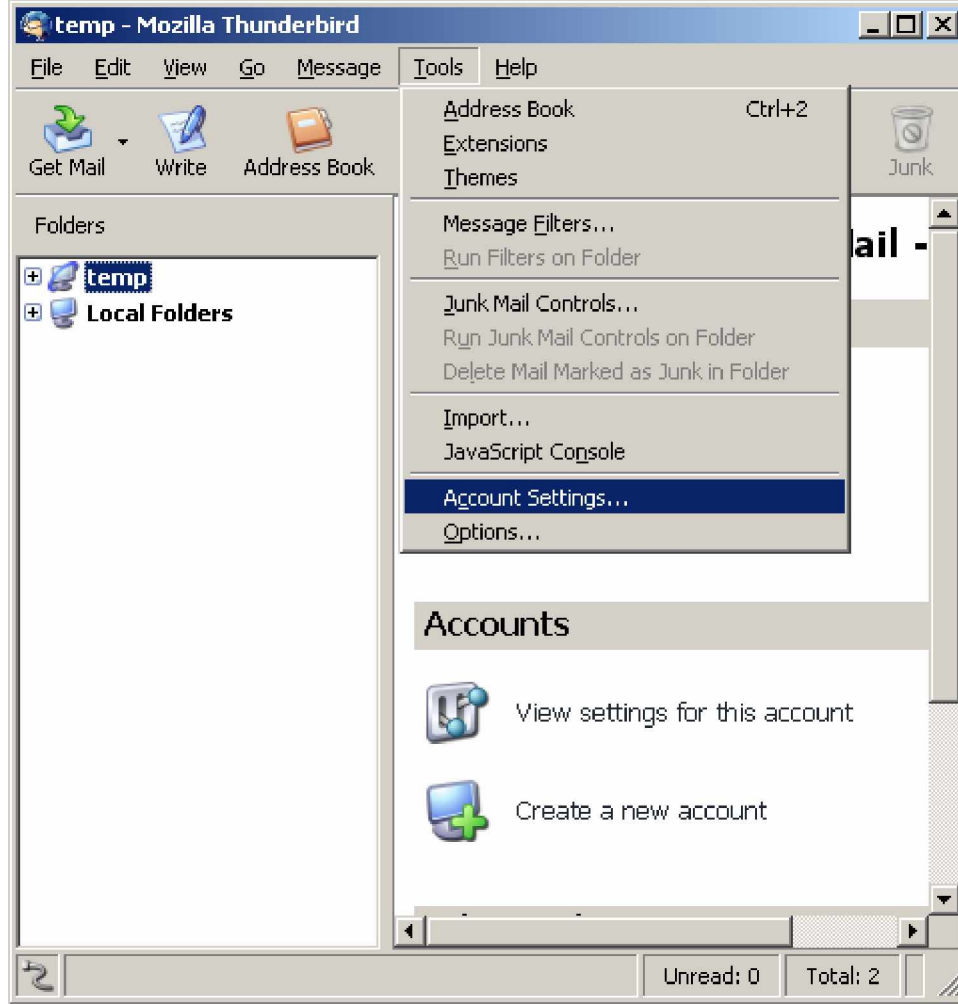 temp - Mozilla Thunderbird
File Edit View Go Message Tools Help
Get Mail Write Address Book Junk
Address Book Ctrl+2
Extensions
Themes
Message Filters...
Run Filters on Folder
Junk Mail Controls...
Run Junk Mail Controls on Folder
Delete Mail Marked as Junk in Folder
Import...
JavaScript Console
Account Settings...
Options...
Folders
temp
Local Folders
ail -
Accounts
View settings for this account
Create a new account
Unread: 0 Total: 2